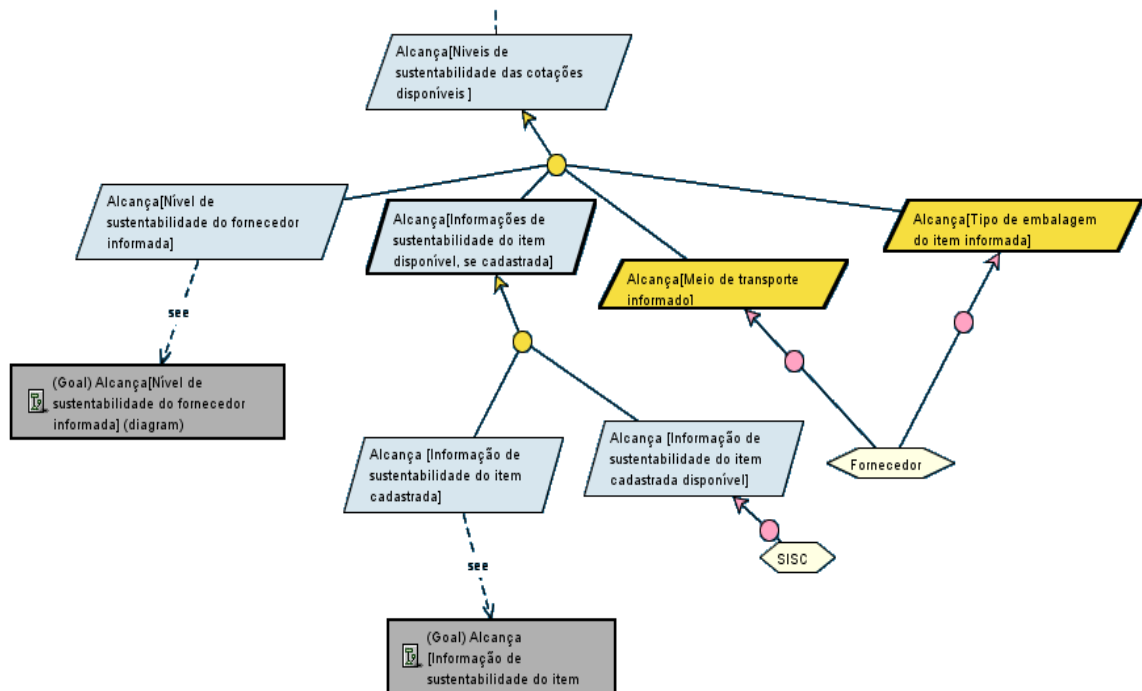 Alcança[Niveis de
sustentabilidade das cotações
disponíveis ]
Alcança[Nível de
sustentabilidade do fornecedor
informada]
Alcança[Informações de
sustentabilidade do item
disponível, se cadastrada]
Alcança[Tipo de embalagem
do item informada]
Alcança[Meio de transporte
informado]
see
(Goal) Alcança[Nível de
sustentabilidade do fornecedor
informada] (diagram)
Alcança [Informação de
sustentabilidade do item
cadastrada]
Alcança [Informação de
sustentabilidade do item
cadastrada disponível]
Fornecedor
SISC
see
(Goal) Alcança
[Informação de
sustentabilidade do item